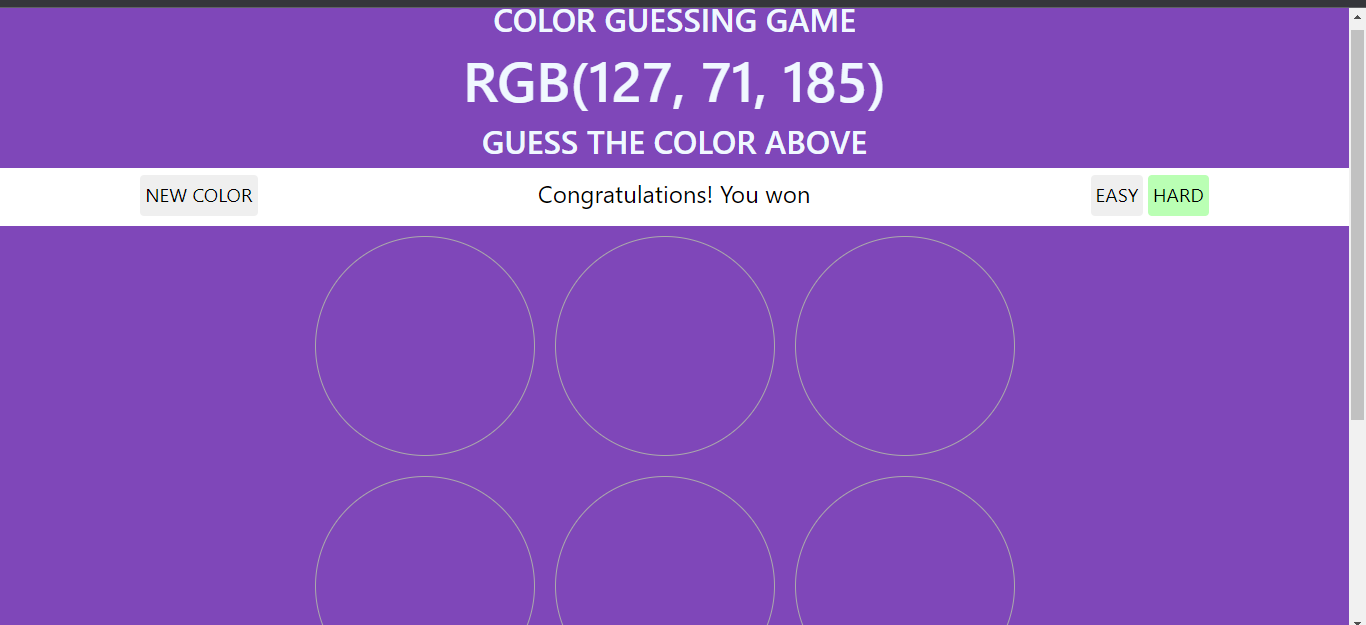 COLOR GUESSING GAME
RGB(127, 71, 185)
GUESS THE COLOR ABOVE
NEW COLOR Congratulations! You won EASY HARD